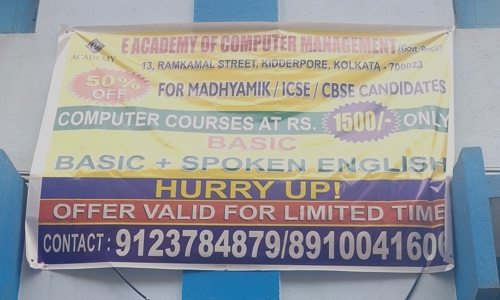 E ACADEMY OF COMPUTER MANAGEMENT (Govt. Regd)
ACADEMY
13, RAMKAMAL STREET, KIDDERPORE, KOLKATA - 700023
50% OFF
FOR MADHYAMIK / ICSE / CBSE CANDIDATES
COMPUTER COURSES AT RS. 1500/- ONLY
BASIC
BASIC + SPOKEN ENGLISH
HURRY UP!
OFFER VALID FOR LIMITED TIME
CONTACT : 9123784879/8910041600